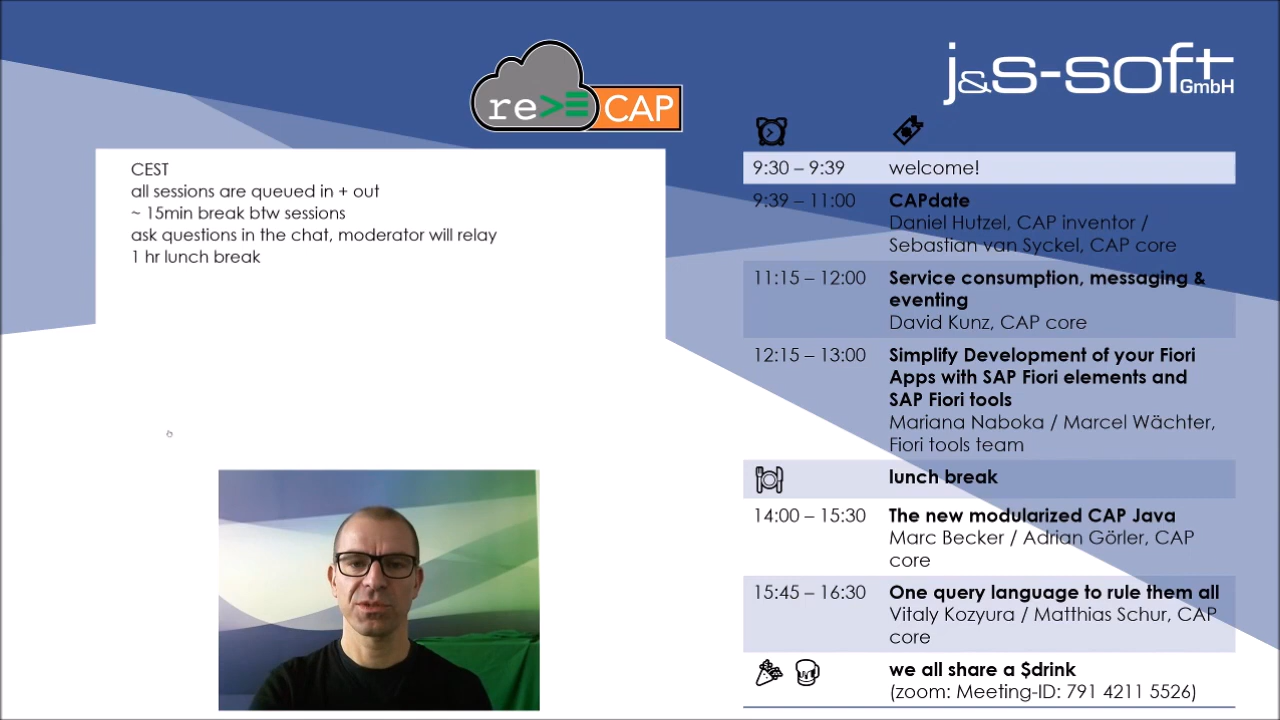 re>≡ CAP
j&s-soft
GmbH
CEST
all sessions are queued in + out
~ 15min break btw sessions
ask questions in the chat, moderator will relay
1 hr lunch break
9:30 – 9:39 welcome!
9:39 – 11:00 CAPdate
Daniel Hutzel, CAP inventor /
Sebastian van Syckel, CAP core
11:15 – 12:00 Service consumption, messaging &
eventing
David Kunz, CAP core
12:15 – 13:00 Simplify Development of your Fiori
Apps with SAP Fiori elements and
SAP Fiori tools
Mariana Naboka / Marcel Wächter,
Fiori tools team
lunch break
14:00 – 15:30 The new modularized CAP Java
Marc Becker / Adrian Görler, CAP
core
15:45 – 16:30 One query language to rule them all
Vitaly Kozyura / Matthias Schur, CAP
core
we all share a $drink
(zoom: Meeting-ID: 791 4211 5526)